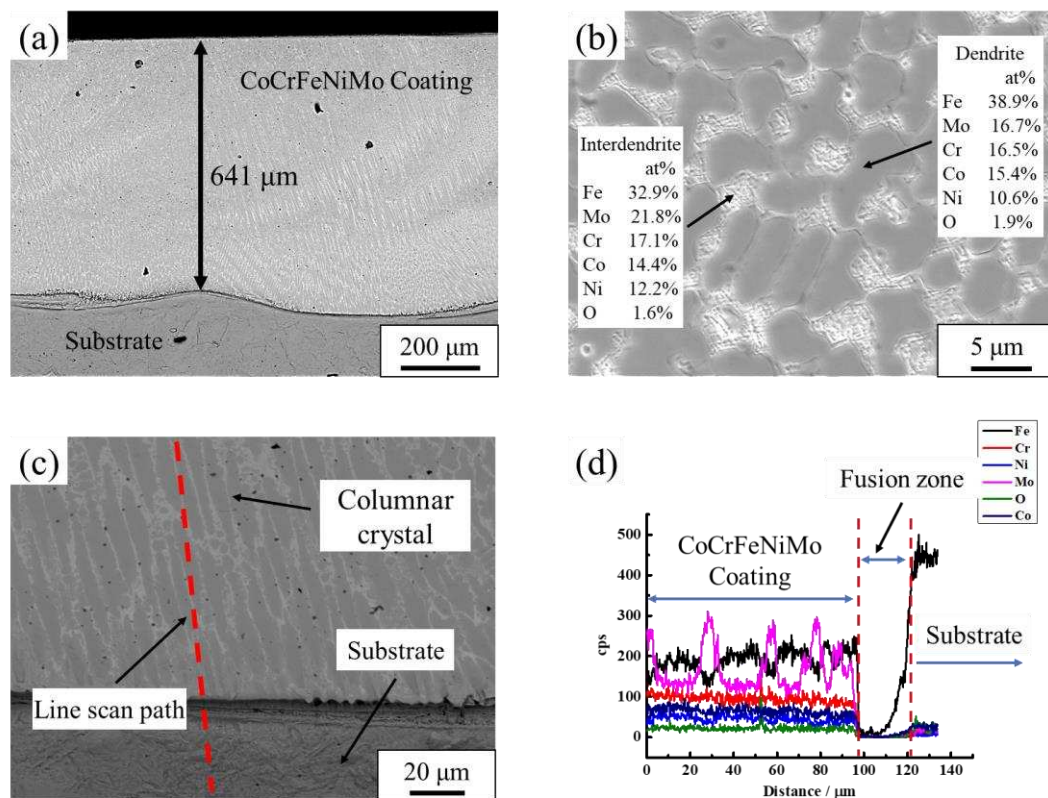 (a)
CoCrFeNiMo Coating
641 μm
Substrate
200 μm
(b)
Dendrite
at%
Fe 38.9%
Mo 16.7%
Cr 16.5%
Co 15.4%
Ni 10.6%
O 1.9%
Interdendrite
at%
Fe 32.9%
Mo 21.8%
Cr 17.1%
Co 14.4%
Ni 12.2%
O 1.6%
5 μm
(c)
Columnar
crystal
Substrate
Line scan path
20 μm
(d)
Fe
Cr
Ni
Mo
O
Co
Fusion zone
CoCrFeNiMo
Coating
Substrate
500
400
300
200
100
0
cps
0 20 40 60 80 100 120 140
Distance / μm